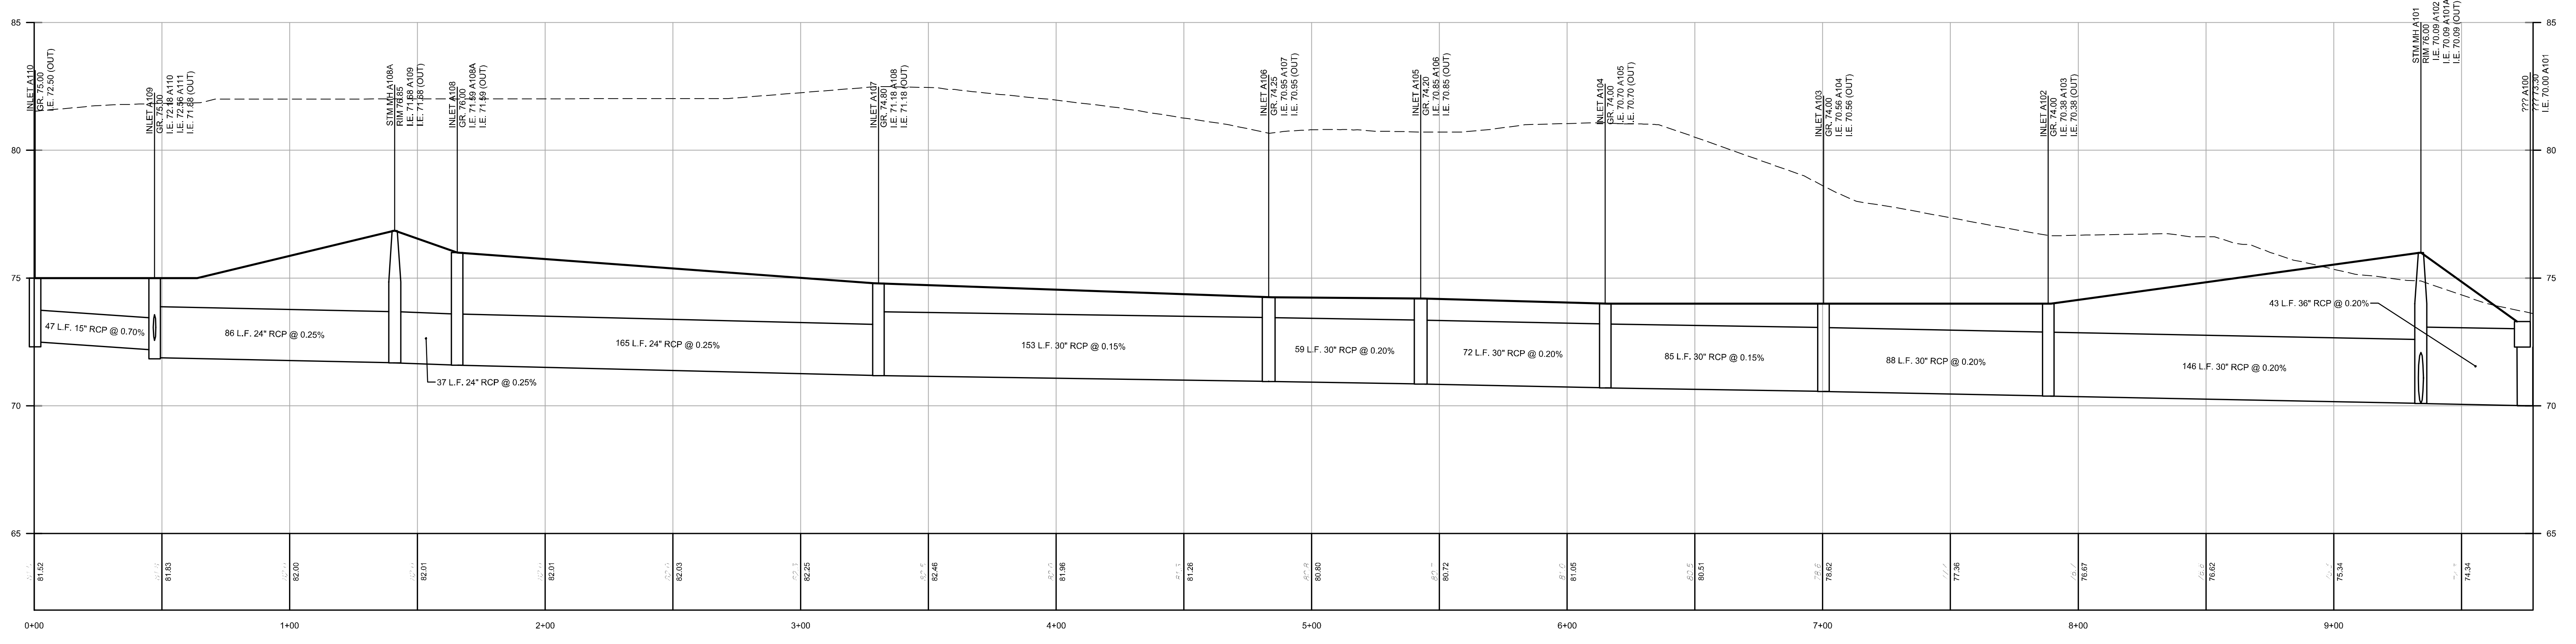 85
80
75
70
65
INLET A110
GR. 75.00
I.E. 72.50 (OUT)
INLET A109
GR. 75.00
I.E. 72.18 A110
I.E. 72.56 A111
I.E. 71.88 (OUT)
STM MH A108A
RIM 76.85
I.E. 71.68 A109
I.E. 71.68 (OUT)
INLET A108
GR. 76.00
I.E. 71.59 A108A
I.E. 71.59 (OUT)
INLET A107
GR. 74.80
I.E. 71.18 A108
I.E. 71.18 (OUT)
INLET A106
GR. 74.25
I.E. 70.95 A107
I.E. 70.95 (OUT)
INLET A105
GR. 74.20
I.E. 70.85 A106
I.E. 70.85 (OUT)
INLET A104
GR. 74.00
I.E. 70.70 A105
I.E. 70.70 (OUT)
INLET A103
GR. 74.00
I.E. 70.56 A104
I.E. 70.56 (OUT)
INLET A102
GR. 74.00
I.E. 70.38 A103
I.E. 70.38 (OUT)
STM MH A101
RIM 76.00
I.E. 70.09 A102
I.E. 70.09 A101A
I.E. 70.09 (OUT)
??? A100
??? 73.30
I.E. 70.00 A101
85
80
75
70
65
47 L.F. 15" RCP @ 0.70%
86 L.F. 24" RCP @ 0.25%
37 L.F. 24" RCP @ 0.25%
165 L.F. 24" RCP @ 0.25%
153 L.F. 30" RCP @ 0.15%
59 L.F. 30" RCP @ 0.20%
72 L.F. 30" RCP @ 0.20%
85 L.F. 30" RCP @ 0.15%
88 L.F. 30" RCP @ 0.20%
146 L.F. 30" RCP @ 0.20%
43 L.F. 36" RCP @ 0.20%
81.52
81.83
82.00
82.01
82.01
82.03
82.25
82.46
81.96
81.26
80.80
80.72
81.05
80.51
78.62
77.36
76.67
76.62
75.34
74.34
0+00
1+00
2+00
3+00
4+00
5+00
6+00
7+00
8+00
9+00